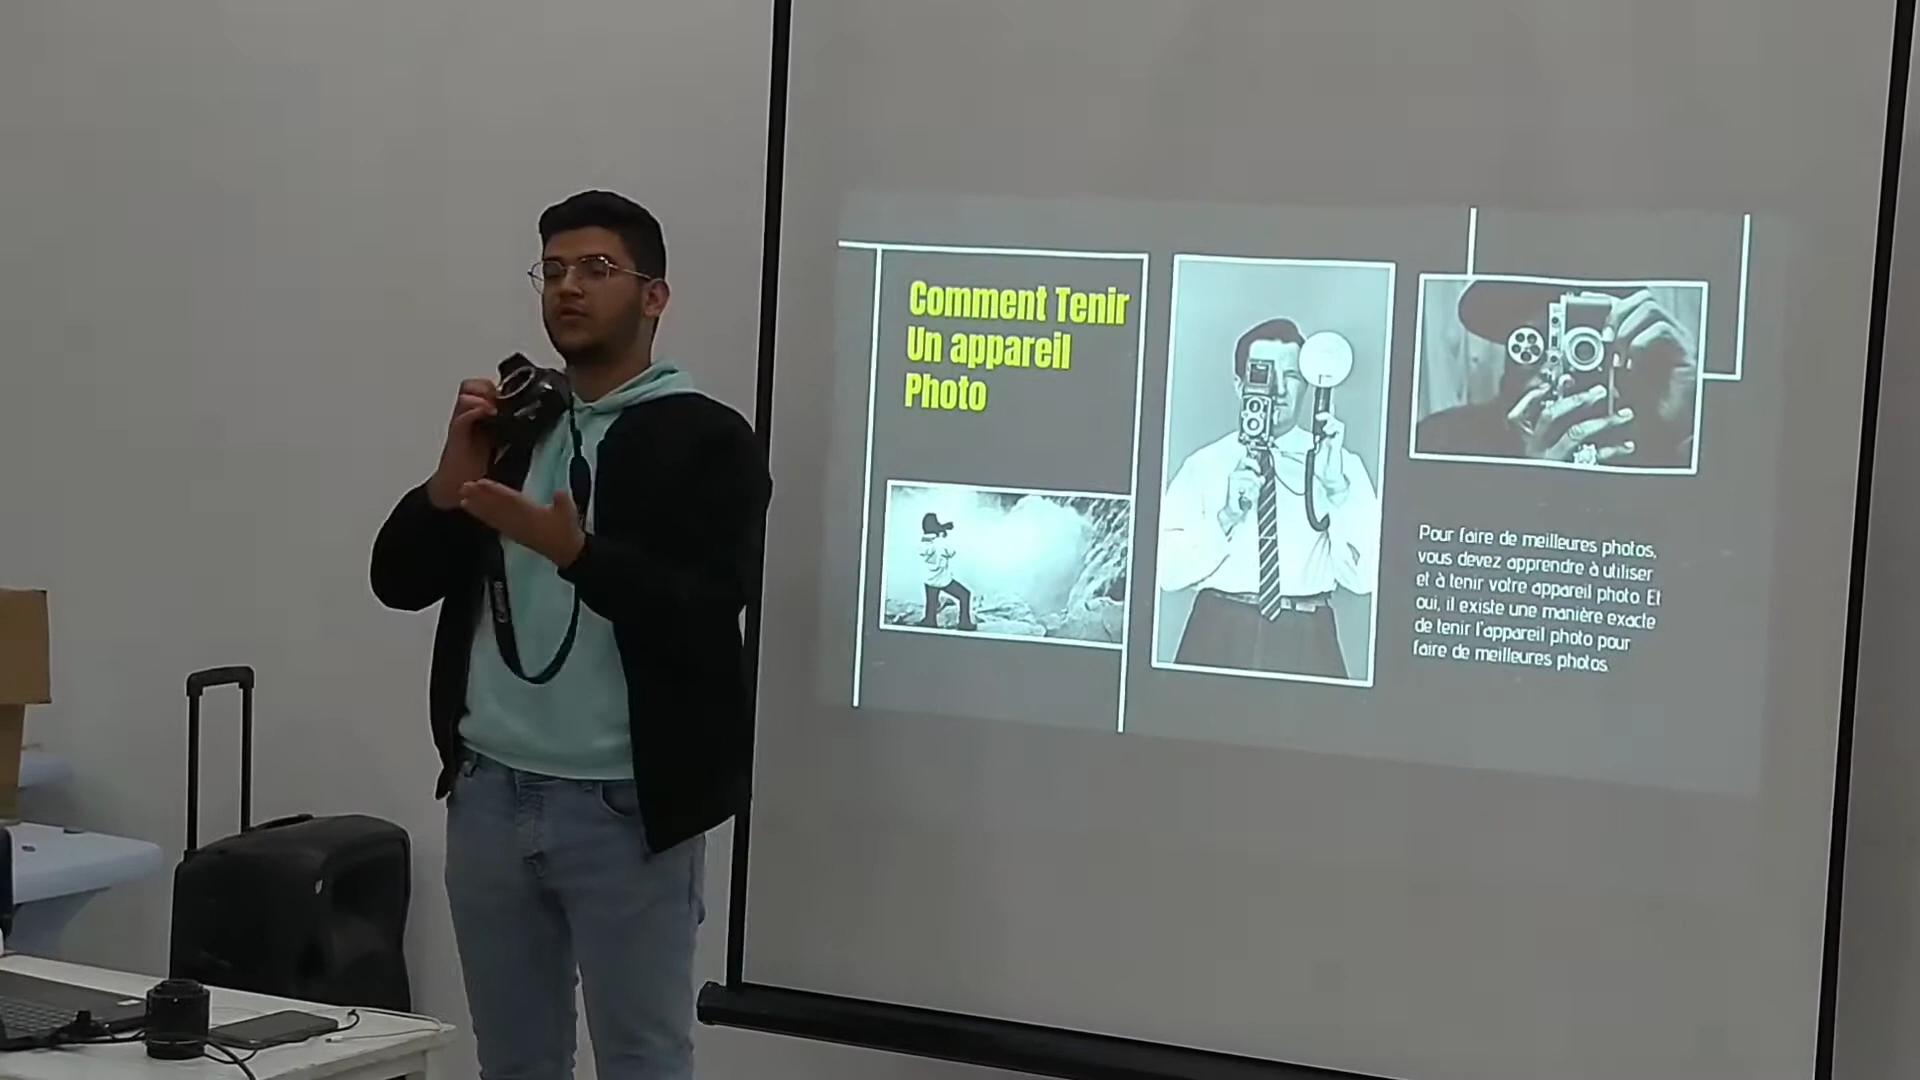 Comment Tenir
Un appareil
Photo
Pour faire de meilleures photos,
vous devez apprendre à utiliser
et à tenir votre appareil photo Et
oui, il existe une manière exacte
de tenir l'appareil photo pour
faire de meilleures photos